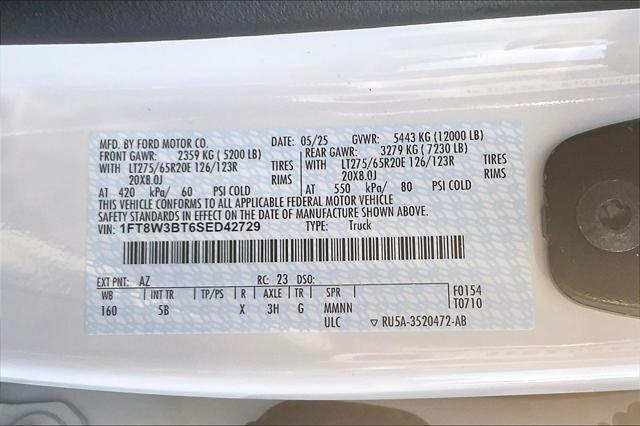 MFG. BY FORD MOTOR CO. DATE: 05/25 GVWR: 5443 KG (12000 LB)
FRONT GAWR: 2359 KG (5200 LB) REAR GAWR: 3279 KG (7230 LB)
WITH LT275/65R20E 126/123R TIRES WITH LT275/65R20E 126/123R TIRES
20X8.0J RIMS 20X8.0J RIMS
AT 420 kPa/ 60 PSI COLD AT 550 kPa/ 80 PSI COLD
THIS VEHICLE CONFORMS TO ALL APPLICABLE FEDERAL MOTOR VEHICLE
SAFETY STANDARDS IN EFFECT ON THE DATE OF MANUFACTURE SHOWN ABOVE.
VIN: 1FT8W3BT6SED42729 TYPE: Truck
EXT PNT: AZ RC: 23 DSO:
WB INT TR TP/PS R AXLE TR SPR F0154
160 5B X 3H G MMNN T0710
ULC ▽ RU5A-3520472-AB